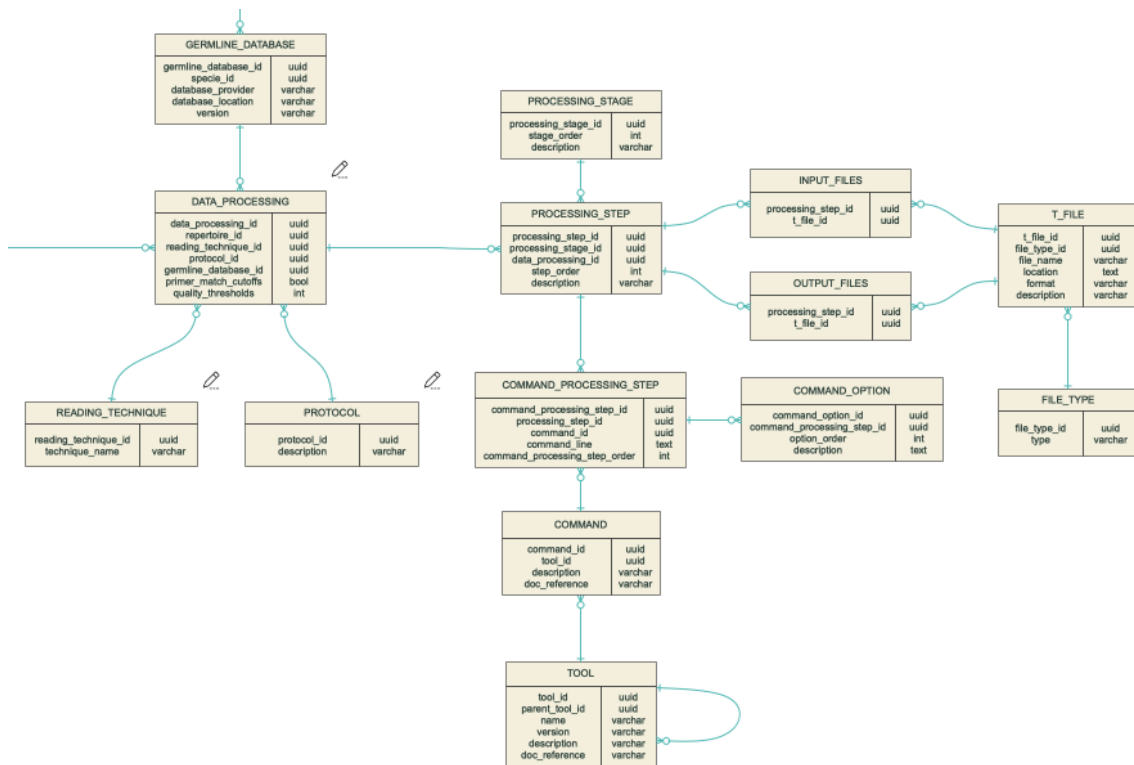 GERMLINE_DATABASE
germline_database_id uuid
specie_id uuid
database_provider varchar
database_location varchar
version varchar
PROCESSING_STAGE
processing_stage_id uuid
stage_order int
description varchar
DATA_PROCESSING
data_processing_id uuid
repertoire_id uuid
reading_technique_id uuid
protocol_id uuid
germline_database_id uuid
primer_match_cutoffs bool
quality_thresholds int
PROCESSING_STEP
processing_step_id uuid
processing_stage_id uuid
data_processing_id uuid
step_order int
description varchar
INPUT_FILES
processing_step_id uuid
t_file_id uuid
OUTPUT_FILES
processing_step_id uuid
t_file_id uuid
T_FILE
t_file_id uuid
file_type_id uuid
file_name varchar
location text
format varchar
description varchar
READING_TECHNIQUE
reading_technique_id uuid
technique_name varchar
PROTOCOL
protocol_id uuid
description varchar
COMMAND_PROCESSING_STEP
command_processing_step_id uuid
processing_step_id uuid
command_id uuid
command_line text
command_processing_step_order int
COMMAND_OPTION
command_option_id uuid
command_processing_step_id uuid
option_order int
description text
FILE_TYPE
file_type_id uuid
type varchar
COMMAND
command_id uuid
tool_id uuid
description varchar
doc_reference varchar
TOOL
tool_id uuid
parent_tool_id uuid
name varchar
version varchar
description varchar
doc_reference varchar